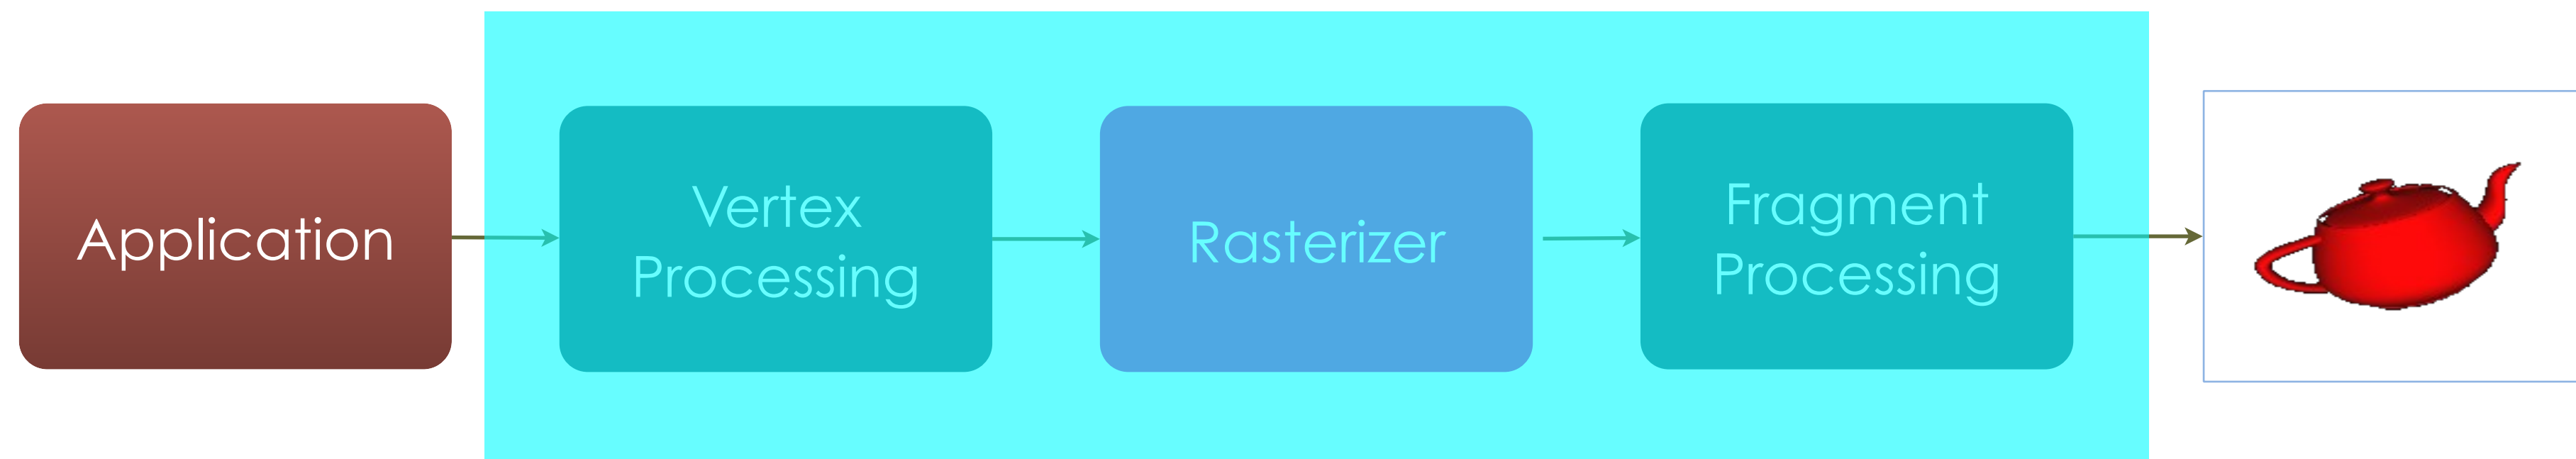 Application
Vertex
Processing
Rasterizer
Fragment
Processing